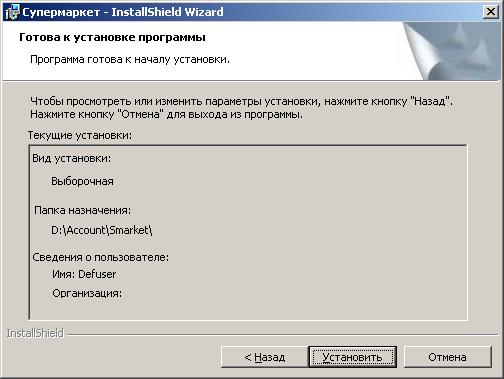 Супермаркет - InstallShield Wizard
Готова к установке программы
Программа готова к началу установки.
Чтобы просмотреть или изменить параметры установки, нажмите кнопку "Назад".
Нажмите кнопку "Отмена" для выхода из программы.
Текущие установки:
Вид установки:
Выборочная
Папка назначения:
D:\Account\Smarket\
Сведения о пользователе:
Имя: Defuser
Организация:
InstallShield
< Назад
Установить
Отмена